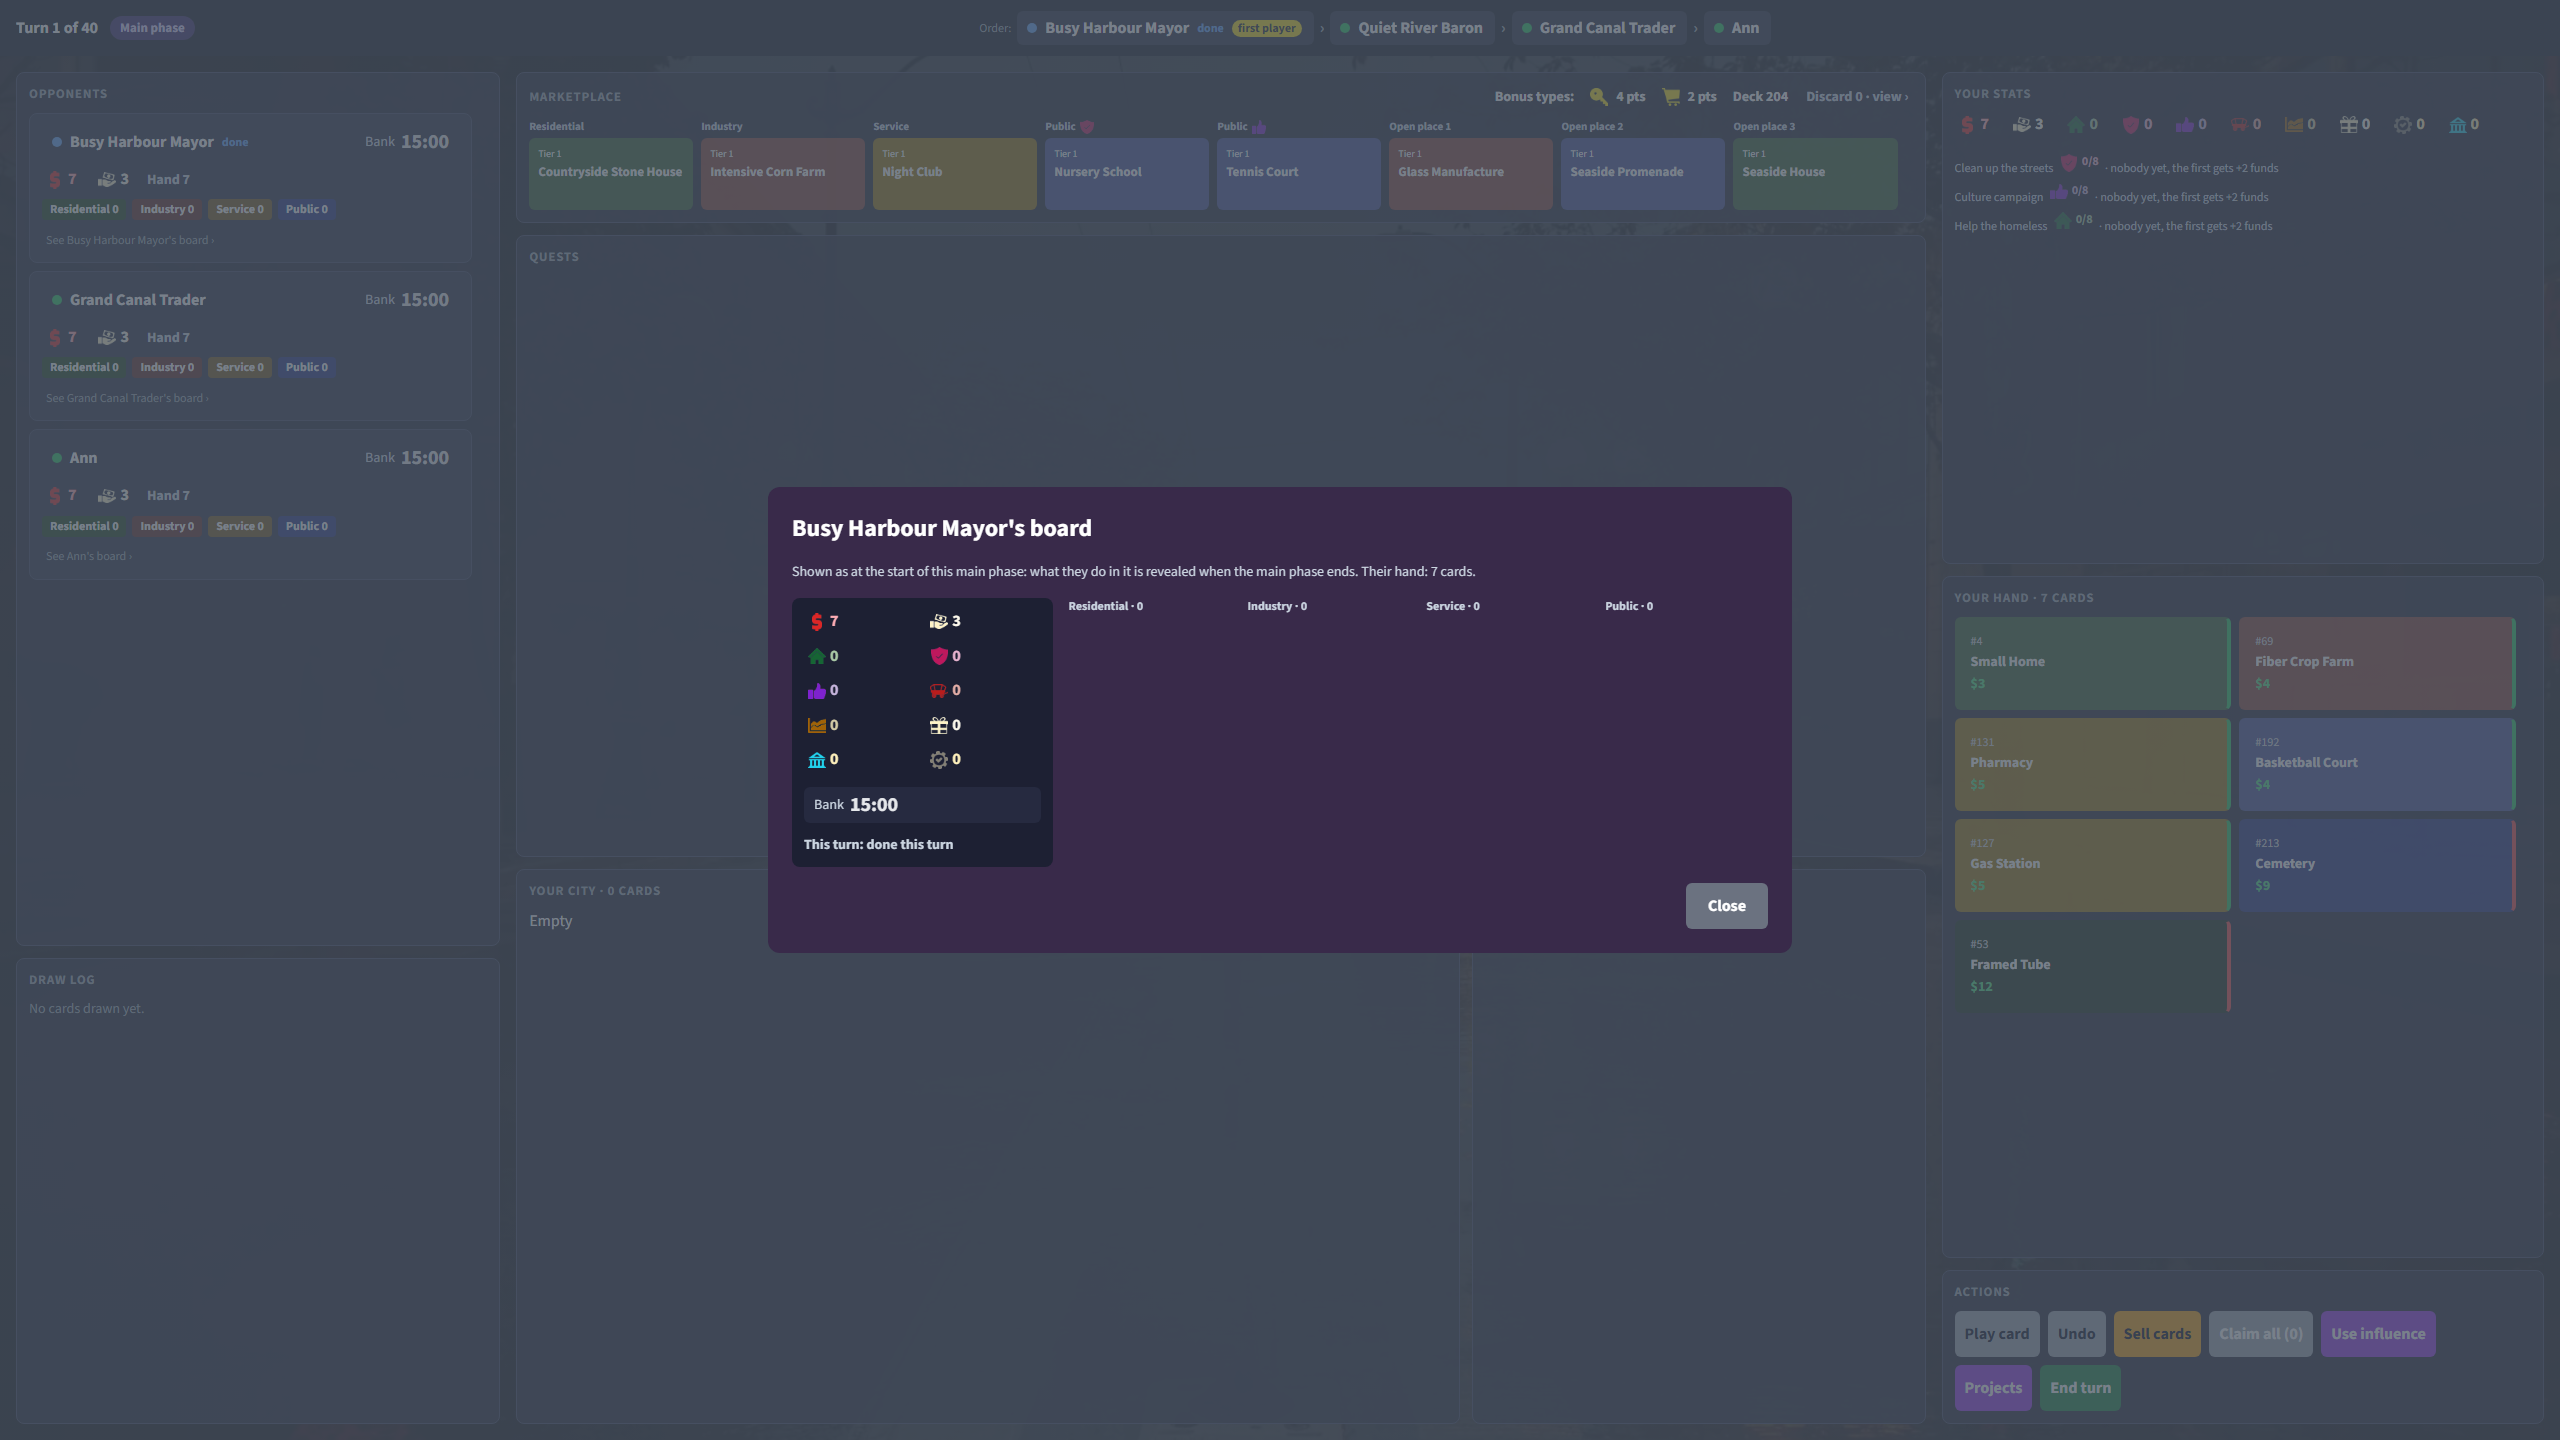 Turn 1 of 40 Main phase
Order: Busy Harbour Mayor done first player › Quiet River Baron › Grand Canal Trader › Ann
OPPONENTS
Busy Harbour Mayor done Bank 15:00
7 3 Hand 7
Residential 0 Industry 0 Service 0 Public 0
See Busy Harbour Mayor's board ›
Grand Canal Trader Bank 15:00
7 3 Hand 7
Residential 0 Industry 0 Service 0 Public 0
See Grand Canal Trader's board ›
Ann Bank 15:00
7 3 Hand 7
Residential 0 Industry 0 Service 0 Public 0
See Ann's board ›
DRAW LOG
No cards drawn yet.
MARKETPLACE Bonus types: 4 pts 2 pts Deck 204 Discard 0 · view ›
Residential Industry Service Public Public Open place 1 Open place 2 Open place 3
Tier 1 Tier 1 Tier 1 Tier 1 Tier 1 Tier 1 Tier 1 Tier 1
Countryside Stone House Intensive Corn Farm Night Club Nursery School Tennis Court Glass Manufacture Seaside Promenade Seaside House
QUESTS
Busy Harbour Mayor's board
Shown as at the start of this main phase: what they do in it is revealed when the main phase ends. Their hand: 7 cards.
7 3
0 0
0 0
0 0
0 0
Bank 15:00
This turn: done this turn
Residential · 0 Industry · 0 Service · 0 Public · 0
Close
YOUR CITY · 0 CARDS
Empty
YOUR STATS
7 3 0 0 0 0 0 0 0 0
Clean up the streets 0/8 · nobody yet, the first gets +2 funds
Culture campaign 0/8 · nobody yet, the first gets +2 funds
Help the homeless 0/8 · nobody yet, the first gets +2 funds
YOUR HAND · 7 CARDS
#4
Small Home
$3
#69
Fiber Crop Farm
$4
#131
Pharmacy
$5
#192
Basketball Court
$4
#127
Gas Station
$5
#213
Cemetery
$9
#53
Framed Tube
$12
ACTIONS
Play card Undo Sell cards Claim all (0) Use influence
Projects End turn